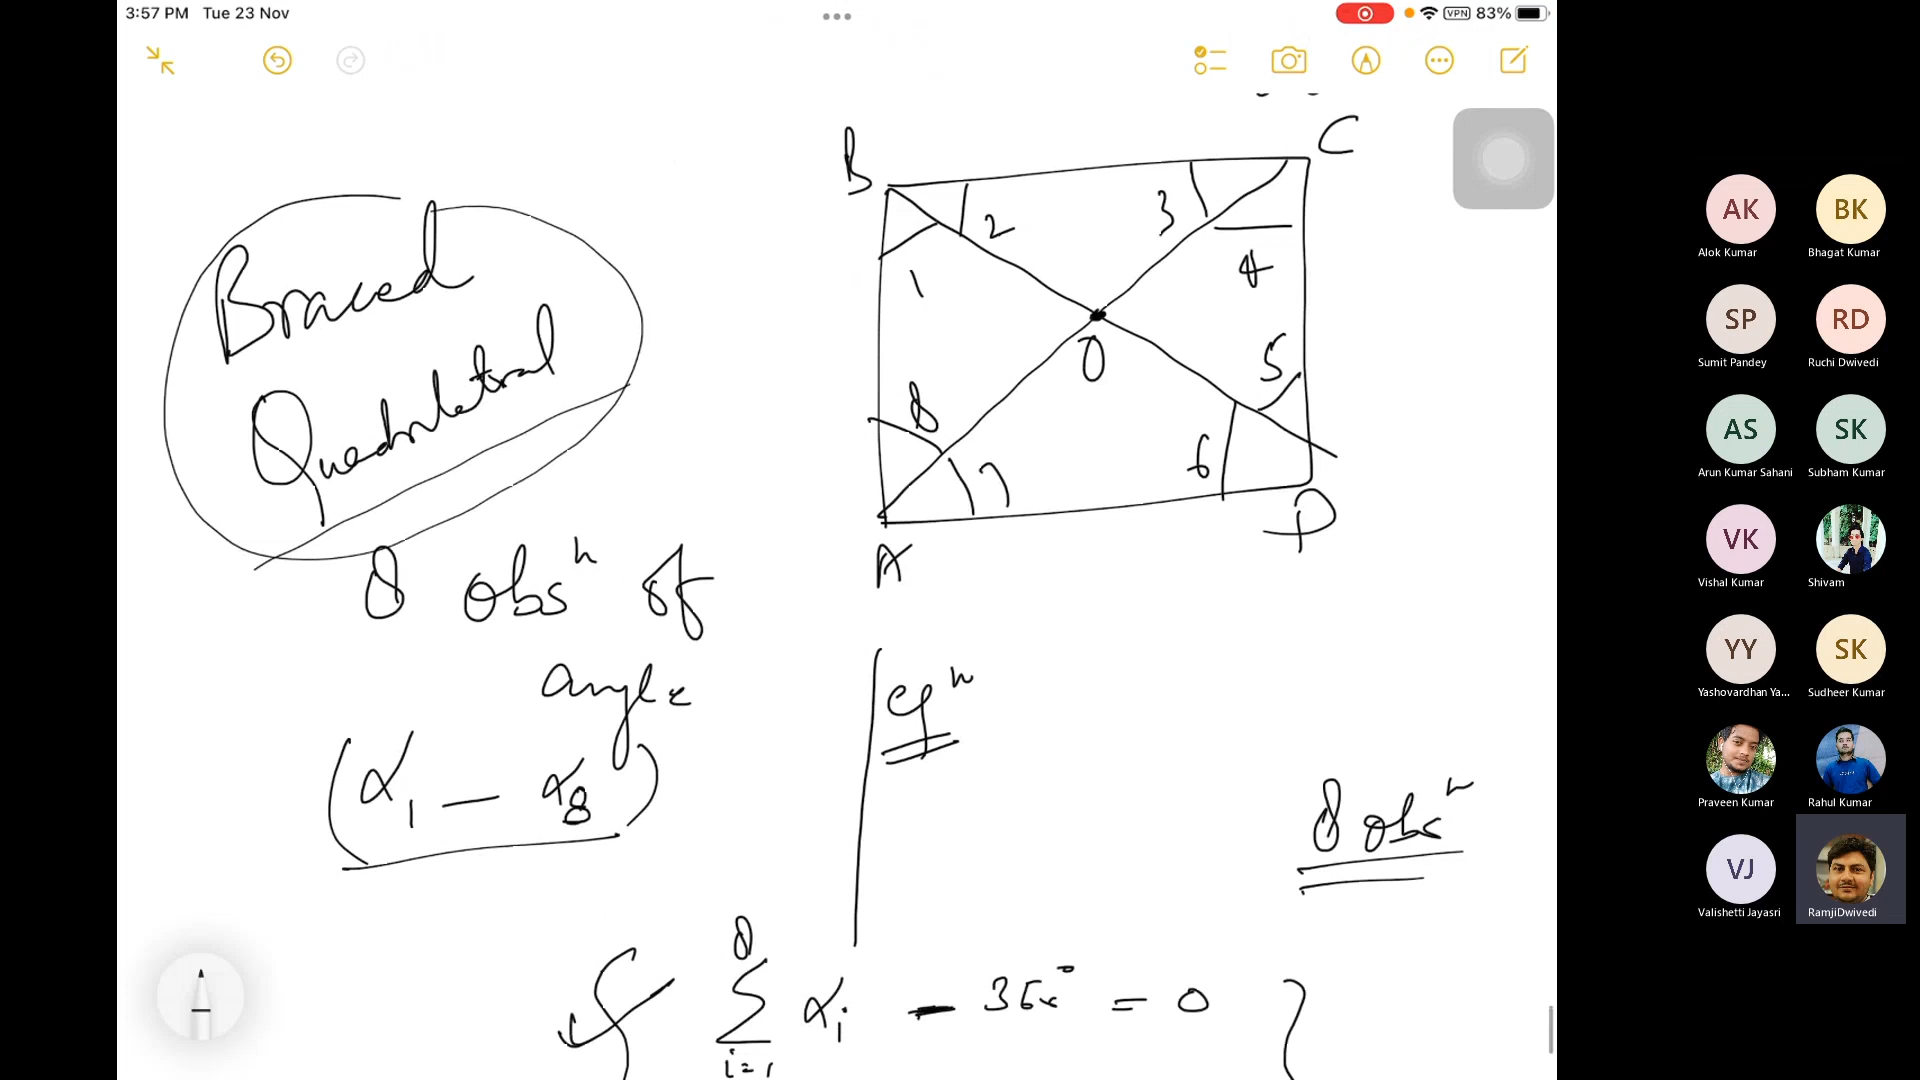 3:57 PM Tue 23 Nov
VPN 83%
B
C
2
3
1
4
O
5
8
6
7
A
D
Braced
Quadrilateral
8 obsⁿ of
angle
(α₁ — α₈)
eqⁿ
8 obsⁿ
8
Σ αᵢ - 360° = 0
i=1
AK
Alok Kumar
BK
Bhagat Kumar
SP
Sumit Pandey
RD
Ruchi Dwivedi
AS
Arun Kumar Sahani
SK
Subham Kumar
VK
Vishal Kumar
Shivam
YY
Yashovardhan Ya...
SK
Sudheer Kumar
Praveen Kumar
Rahul Kumar
VJ
Valishetti Jayasri
RamjiDwivedi